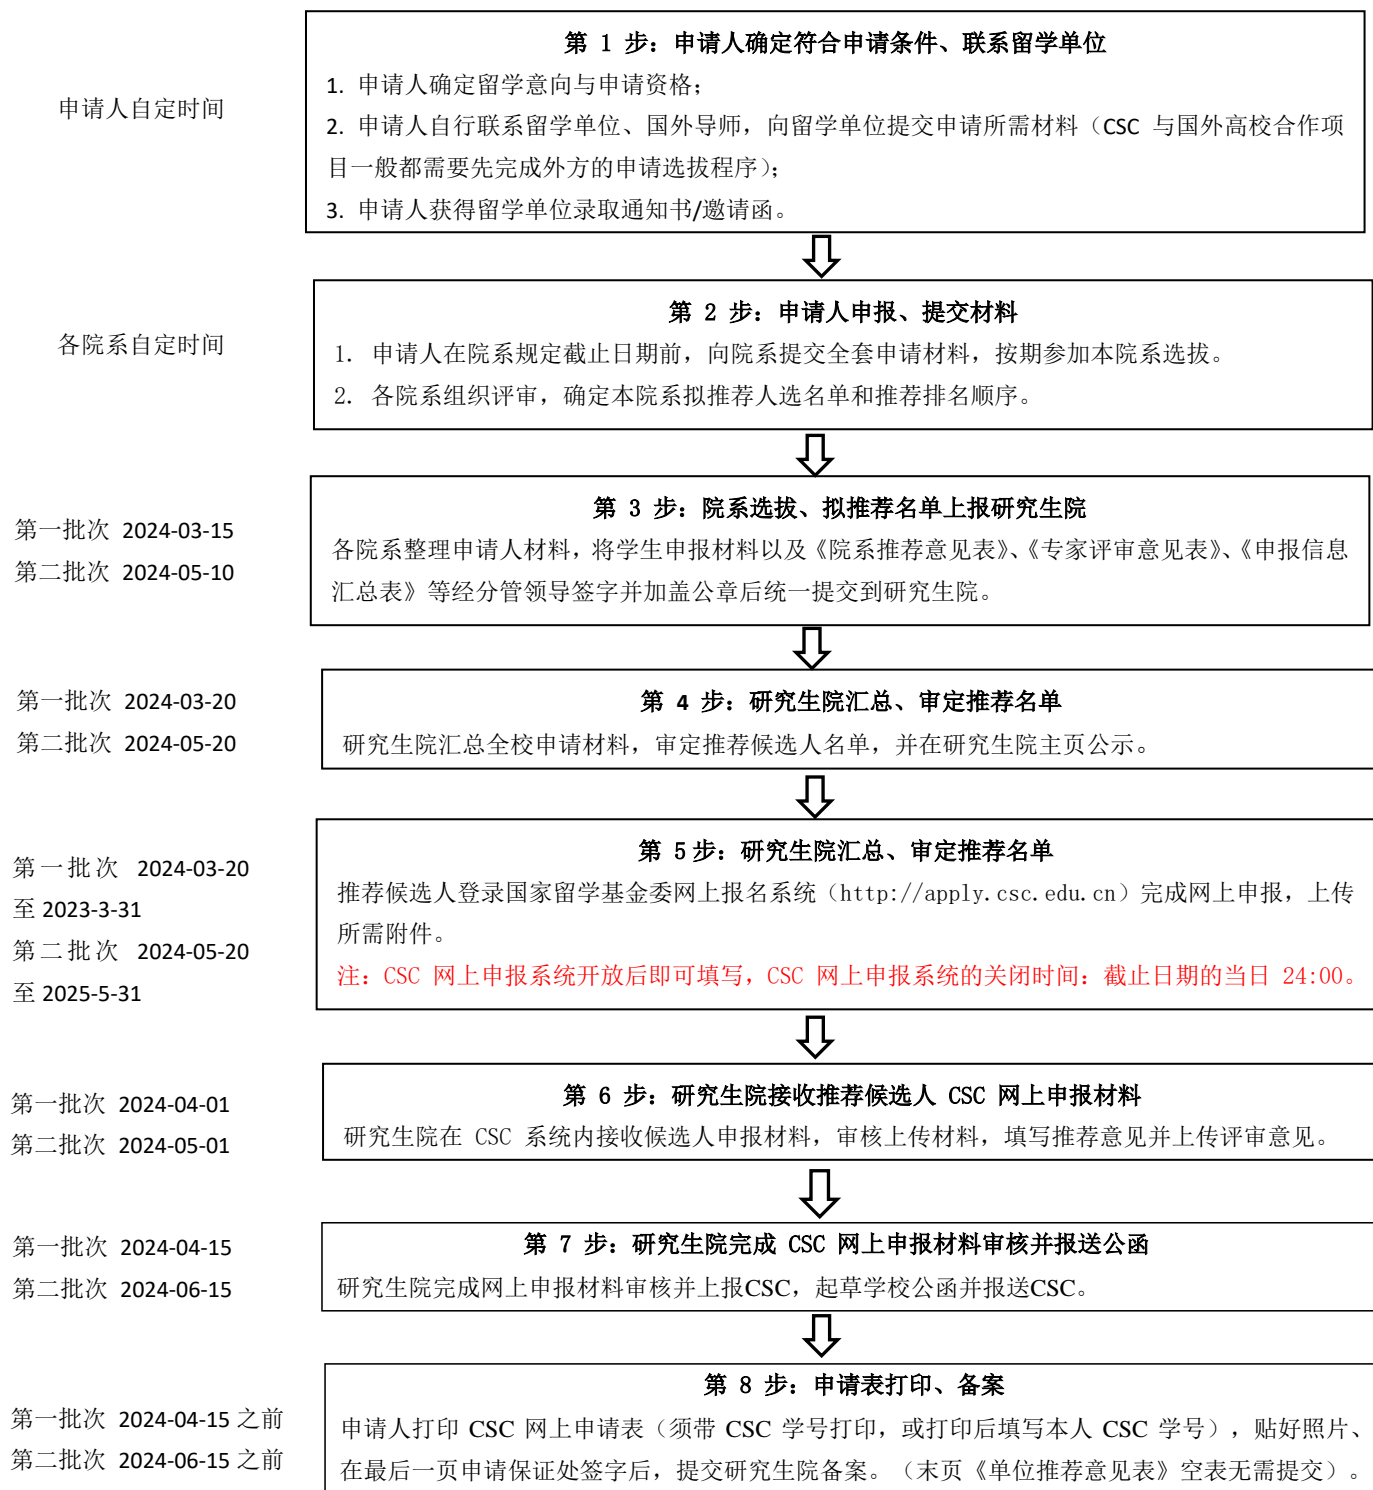 第 1 步：申请人确定符合申请条件、联系留学单位
申请人自定时间
1. 申请人确定留学意向与申请资格；
2. 申请人自行联系留学单位、国外导师，向留学单位提交申请所需材料（CSC 与国外高校合作项
目一般都需要先完成外方的申请选拔程序）；
3. 申请人获得留学单位录取通知书/邀请函。
第 2 步：申请人申报、提交材料
各院系自定时间
1. 申请人在院系规定截止日期前，向院系提交全套申请材料，按期参加本院系选拔。
2. 各院系组织评审，确定本院系拟推荐人选名单和推荐排名顺序。
第 3 步：院系选拔、拟推荐名单上报研究生院
第一批次 2024-03-15
第二批次 2024-05-10
各院系整理申请人材料，将学生申报材料以及《院系推荐意见表》、《专家评审意见表》、《申报信息
汇总表》等经分管领导签字并加盖公章后统一提交到研究生院。
第 4 步：研究生院汇总、审定推荐名单
第一批次 2024-03-20
第二批次 2024-05-20
研究生院汇总全校申请材料，审定推荐候选人名单，并在研究生院主页公示。
第 5 步：研究生院汇总、审定推荐名单
第一批次 2024-03-20
至 2023-3-31
第二批次 2024-05-20
至 2025-5-31
推荐候选人登录国家留学基金委网上报名系统（http://apply.csc.edu.cn）完成网上申报，上传
所需附件。
注：CSC 网上申报系统开放后即可填写，CSC 网上申报系统的关闭时间：截止日期的当日 24:00。
第 6 步：研究生院接收推荐候选人 CSC 网上申报材料
第一批次 2024-04-01
第二批次 2024-05-01
研究生院在 CSC 系统内接收候选人申报材料，审核上传材料，填写推荐意见并上传评审意见。
第 7 步：研究生院完成 CSC 网上申报材料审核并报送公函
第一批次 2024-04-15
第二批次 2024-06-15
研究生院完成网上申报材料审核并上报CSC，起草学校公函并报送CSC。
第 8 步：申请表打印、备案
第一批次 2024-04-15 之前
第二批次 2024-06-15 之前
申请人打印 CSC 网上申请表（须带 CSC 学号打印，或打印后填写本人 CSC 学号），贴好照片、
在最后一页申请保证处签字后，提交研究生院备案。（末页《单位推荐意见表》空表无需提交）。